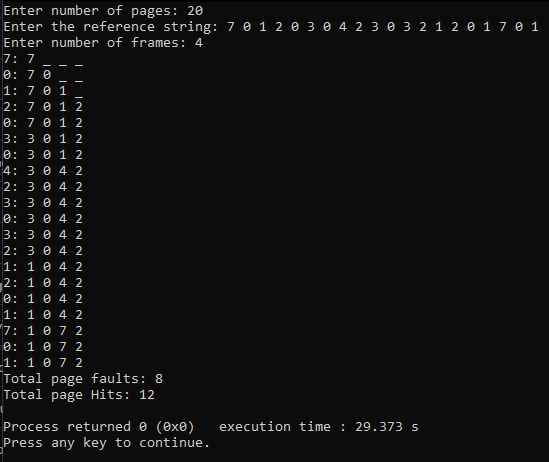 Enter number of pages: 20
Enter the reference string: 7 0 1 2 0 3 0 4 2 3 0 3 2 1 2 0 1 7 0 1
Enter number of frames: 4
7: 7 _ _ _
0: 7 0 _ _
1: 7 0 1 _
2: 7 0 1 2
0: 7 0 1 2
3: 3 0 1 2
0: 3 0 1 2
4: 3 0 4 2
2: 3 0 4 2
3: 3 0 4 2
0: 3 0 4 2
3: 3 0 4 2
2: 3 0 4 2
1: 1 0 4 2
2: 1 0 4 2
0: 1 0 4 2
1: 1 0 4 2
7: 1 0 7 2
0: 1 0 7 2
1: 1 0 7 2
Total page faults: 8
Total page Hits: 12
Process returned 0 (0x0)   execution time : 29.373 s
Press any key to continue.